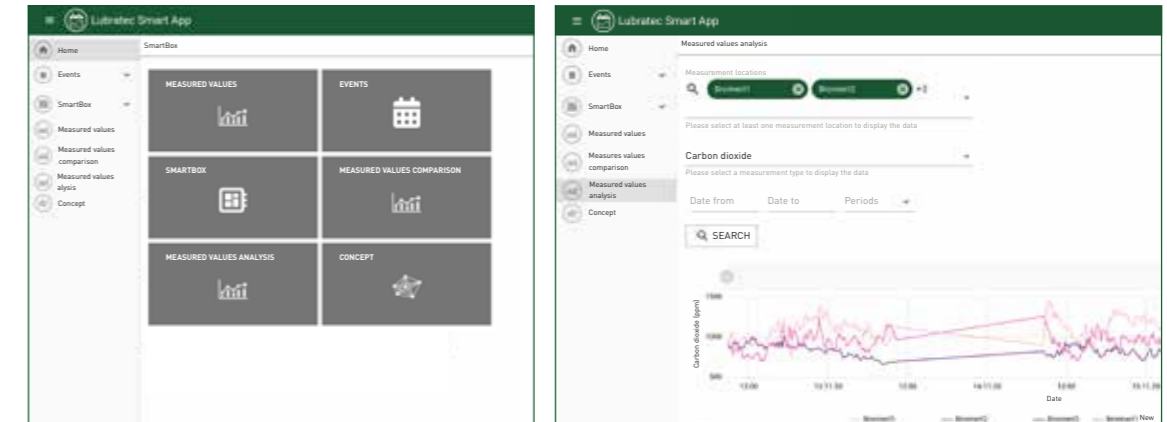 Lubratec Smart App
Home
Events
SmartBox
Measured values
Measured values
comparison
Measured values
alysis
Concept
SmartBox
MEASURED VALUES
EVENTS
SMARTBOX
MEASURED VALUES COMPARISON
MEASURED VALUES ANALYSIS
CONCEPT
Lubratec Smart App
Home
Events
SmartBox
Measured values
Measures values
comparison
Measured values
analysis
Concept
Measured values analysis
Measurement locations
Please select at least one measurement location to display the data
Carbon dioxide
Please select a measurement type to display the data
Date from Date to Periods
SEARCH
Carbon dioxide (ppm)
1500
1000
500
Date
New